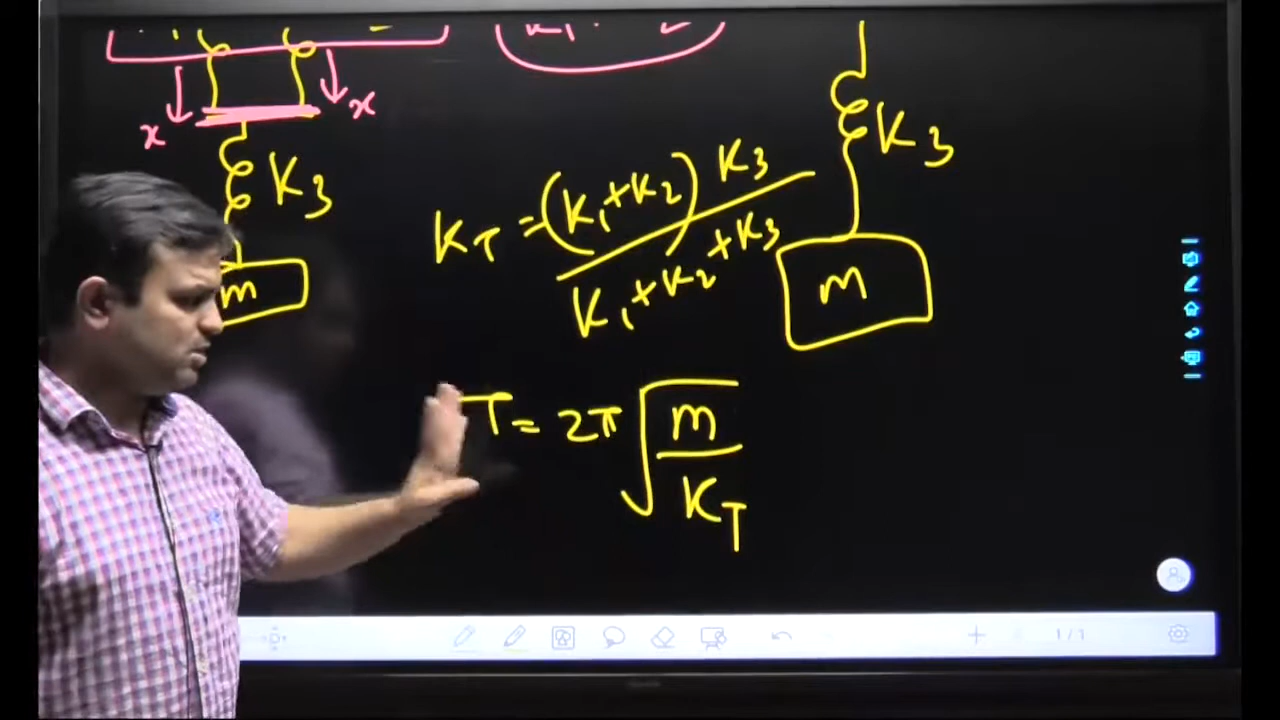 x
x
K3
K3
KT = (K1+K2) K3
K1+K2+K3
m
m
T = 2π √ m
KT
1/1